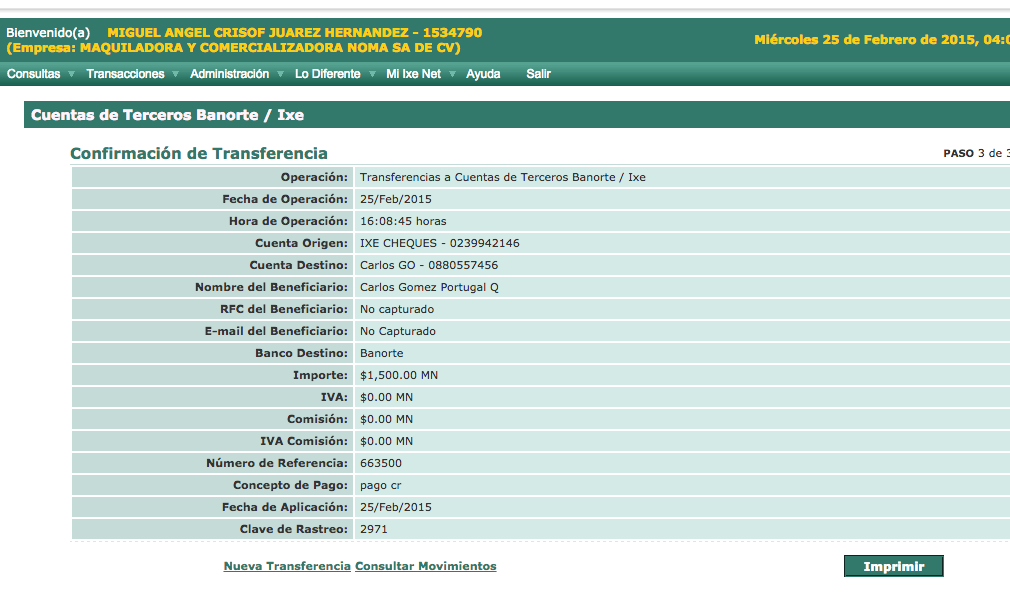 Bienvenido(a) MIGUEL ANGEL CRISOF JUAREZ HERNANDEZ - 1534790
(Empresa: MAQUILADORA Y COMERCIALIZADORA NOMA SA DE CV)
Miércoles 25 de Febrero de 2015, 04:0
Consultas Transacciones Administración Lo Diferente Mi Ixe Net Ayuda Salir
Cuentas de Terceros Banorte / Ixe
Confirmación de Transferencia PASO 3 de 3
Operación: Transferencias a Cuentas de Terceros Banorte / Ixe
Fecha de Operación: 25/Feb/2015
Hora de Operación: 16:08:45 horas
Cuenta Origen: IXE CHEQUES - 0239942146
Cuenta Destino: Carlos GO - 0880557456
Nombre del Beneficiario: Carlos Gomez Portugal Q
RFC del Beneficiario: No capturado
E-mail del Beneficiario: No Capturado
Banco Destino: Banorte
Importe: $1,500.00 MN
IVA: $0.00 MN
Comisión: $0.00 MN
IVA Comisión: $0.00 MN
Número de Referencia: 663500
Concepto de Pago: pago cr
Fecha de Aplicación: 25/Feb/2015
Clave de Rastreo: 2971
Nueva Transferencia Consultar Movimientos Imprimir